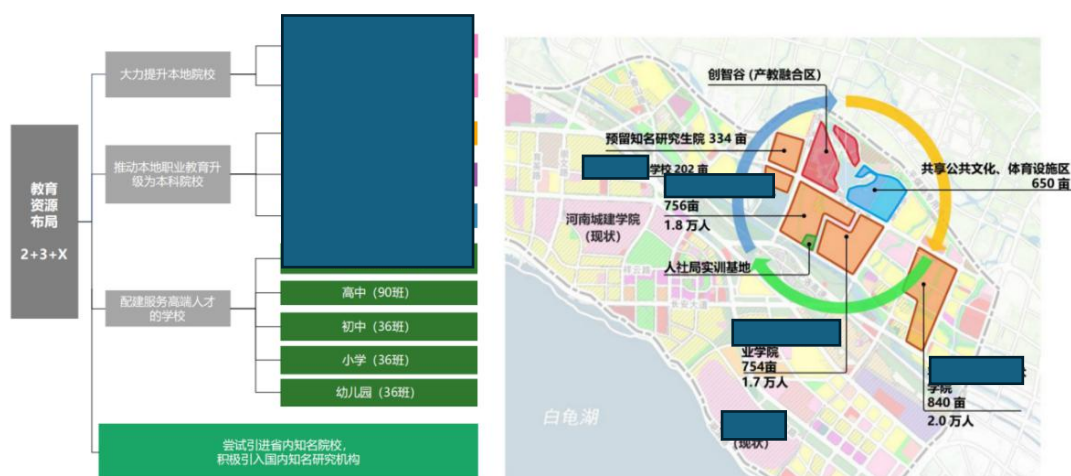 教育
资源
布局
2+3+X
大力提升本地院校
推动本地职业教育升
级为本科院校
配建服务高端人才
的学校
高中（90班）
初中（36班）
小学（36班）
幼儿园（36班）
尝试引进省内知名院校，
积极引入国内知名研究机构
创智谷 (产教融合区)
预留知名研究生院 334 亩
学校 202 亩
756亩
1.8 万人
共享公共文化、体育设施区
650 亩
河南城建学院
(现状)
人社局实训基地
业学院
754亩
1.7 万人
学院
840 亩
2.0 万人
(现状)
白龟湖